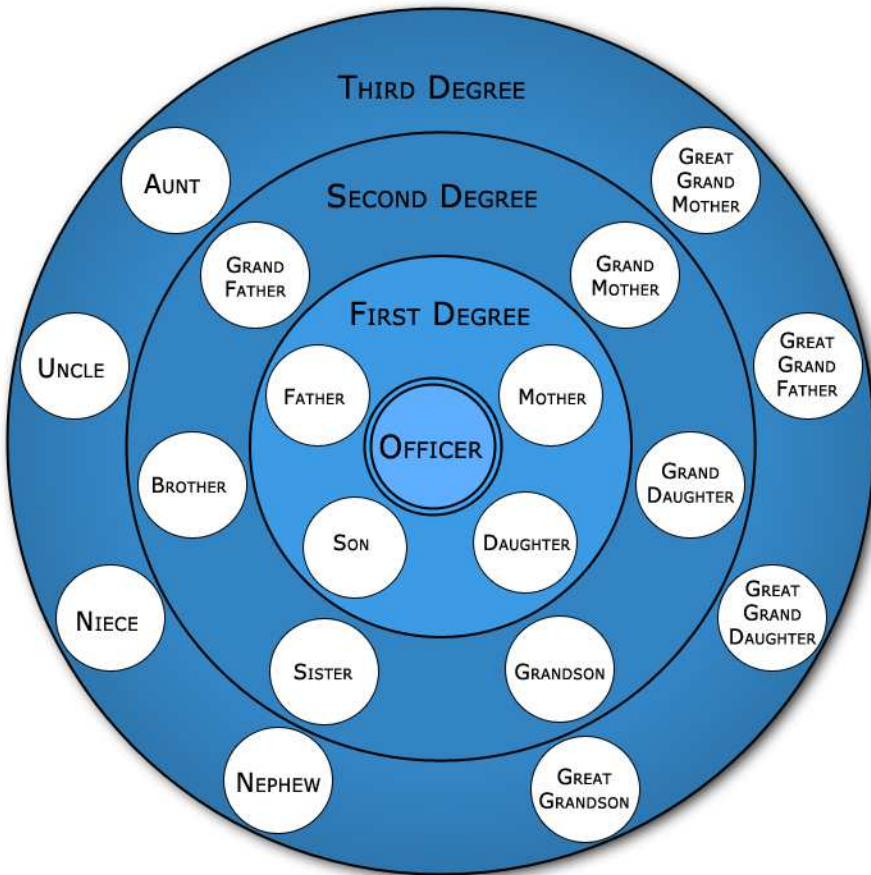 Third Degree
Aunt
Great
Grand
Mother
Second Degree
Grand
Father
Grand
Mother
First Degree
Uncle
Great
Grand
Father
Father
Mother
Officer
Brother
Grand
Daughter
Son
Daughter
Niece
Great
Grand
Daughter
Sister
Grandson
Nephew
Great
Grandson